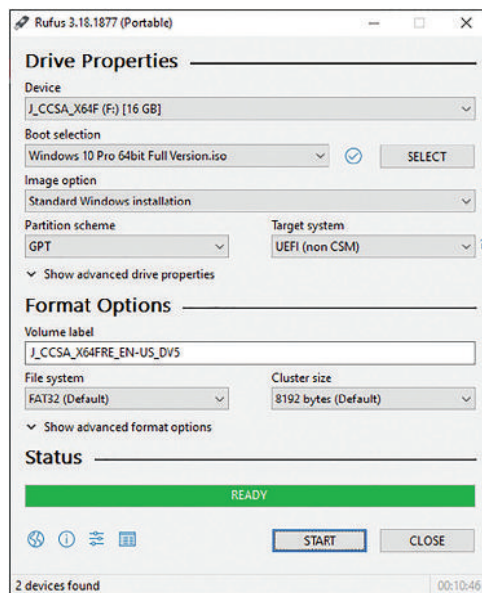 Rufus 3.18.1877 (Portable)
Drive Properties
Device
J_CCSA_X64F (F:) [16 GB]
Boot selection
Windows 10 Pro 64bit Full Version.iso
SELECT
Image option
Standard Windows installation
Partition scheme
Target system
GPT
UEFI (non CSM)
Show advanced drive properties
Format Options
Volume label
J_CCSA_X64FRE_EN-US_DV5
File system
Cluster size
FAT32 (Default)
8192 bytes (Default)
Show advanced format options
Status
READY
START
CLOSE
2 devices found
00:10:46